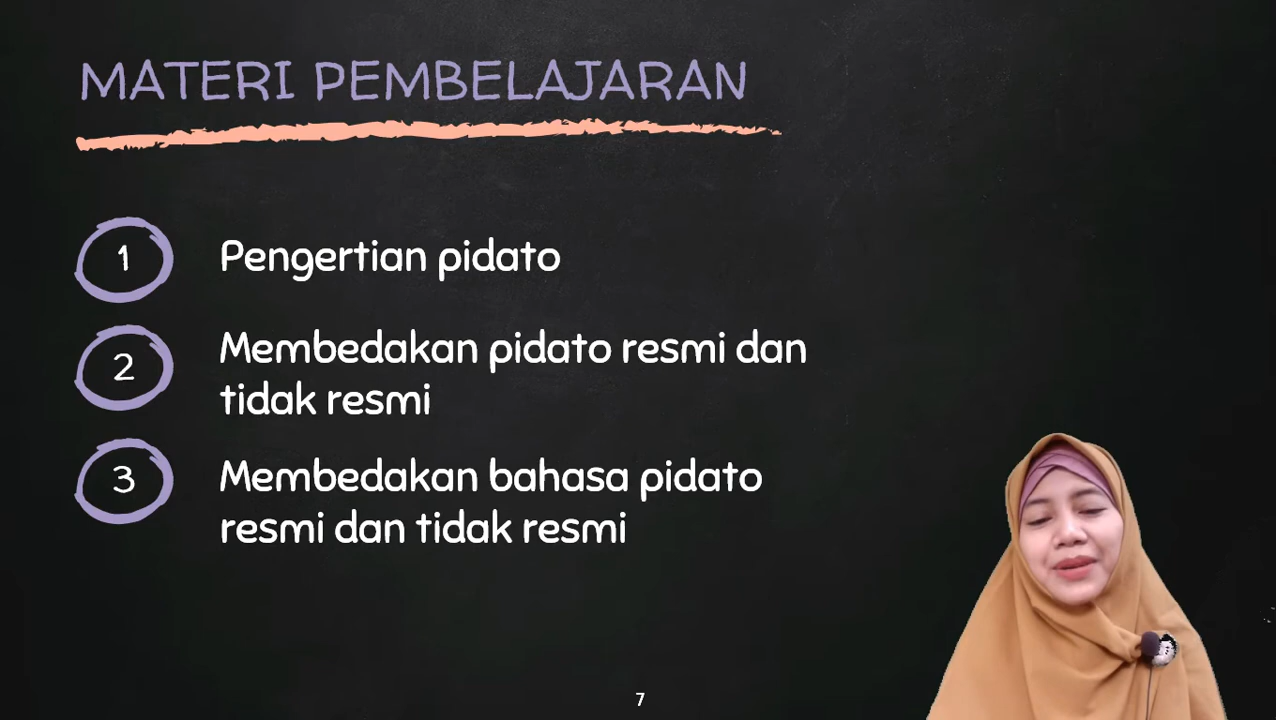 MATERI PEMBELAJARAN
1
Pengertian pidato
2
Membedakan pidato resmi dan
tidak resmi
3
Membedakan bahasa pidato
resmi dan tidak resmi
7